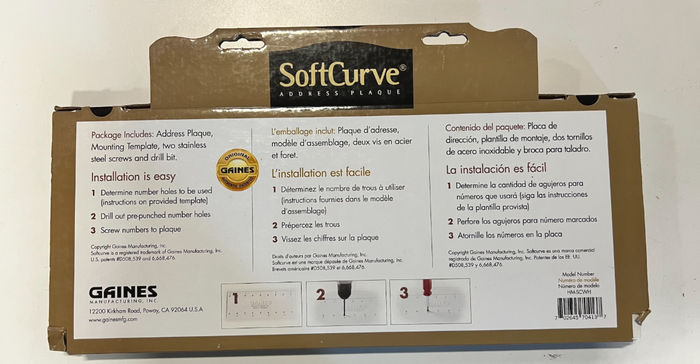 SoftCurve®
ADDRESS PLAQUE
Package Includes: Address Plaque,
Mounting Template, two stainless
steel screws and drill bit.
Installation is easy
1 Determine number holes to be used
(instructions on provided template)
2 Drill out pre-punched number holes
3 Screw numbers to plaque
Copyright Gaines Manufacturing, Inc.
Softcurve is a registered trademark of Gaines Manufacturing, Inc.
U.S. patents #D508,539 and 6,668,476.
ORIGINAL
GAINES
L'emballage inclut: Plaque d'adresse,
modèle d'assemblage, deux vis en acier
et foret.
L'installation est facile
1 Déterminez le nombre de trous à utiliser
(instructions fournies dans le modèle
d'assemblage)
2 Prépercez les trous
3 Vissez les chiffres sur la plaque
Droits d'auteurs Gaines Manufacturing, Inc.
Softcurve est une marque déposée de Gaines Manufacturing, Inc.
Brevets américains #D508,539 et 6,668,476.
Contenido del paquete: Placa de
dirección, plantilla de montaje, dos tornillos
de acero inoxidable y broca para taladro.
La instalación es fácil
1 Determine la cantidad de agujeros para
números que usará (siga las instrucciones
de la plantilla provista)
2 Perfore los agujeros para número marcados
3 Atornille los números en la placa
Copyright Gaines Manufacturing, Inc. Softcurve es una marca comercial
registrada de Gaines Manufacturing, Inc. Patentes de los EE. UU.
#D508,539 y 6,668,476.
GAINES
MANUFACTURING, INC.
12200 Kirkham Road, Poway, CA 92064 U.S.A
www.gainesmfg.com
1
2
3
Model Number
Numéro de modèle
Número de modelo
HM-SCWH
7 02645 70413 7